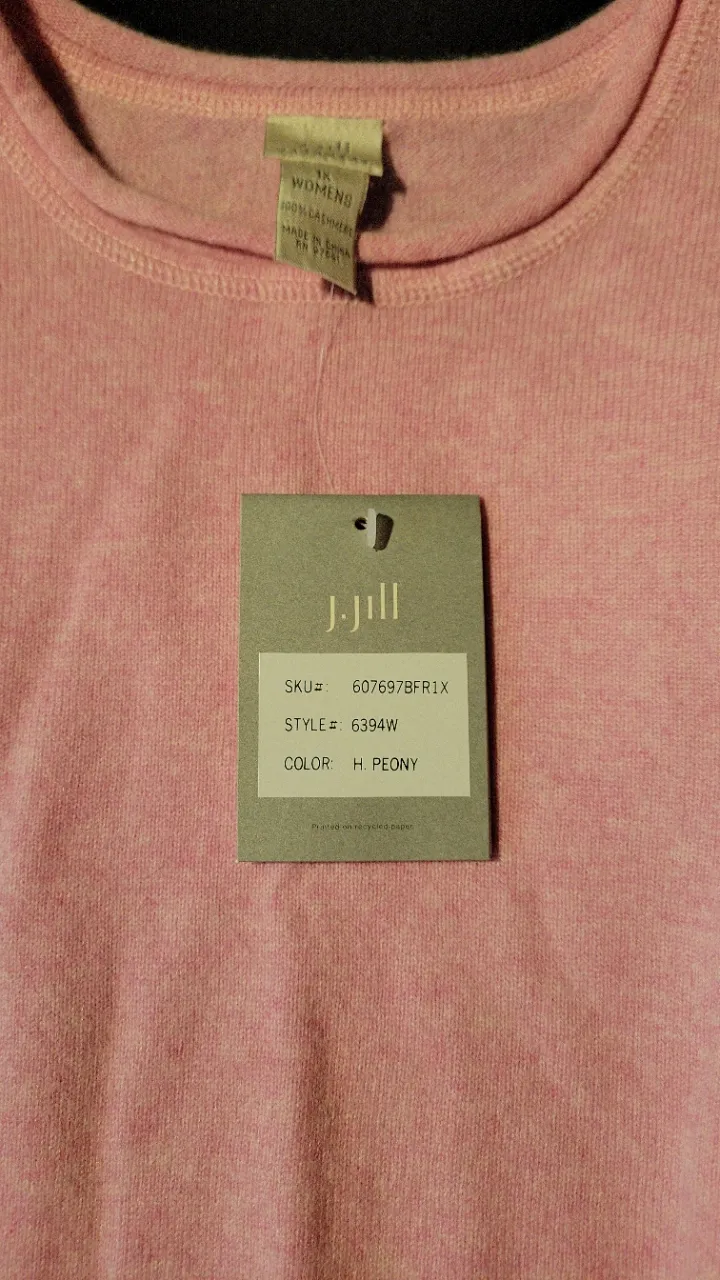 1X
WOMENS
100% CASHMERE
MADE IN CHINA
J.Jill
SKU#: 607697BFR1X
STYLE#: 6394W
COLOR: H. PEONY
Printed on recycled paper